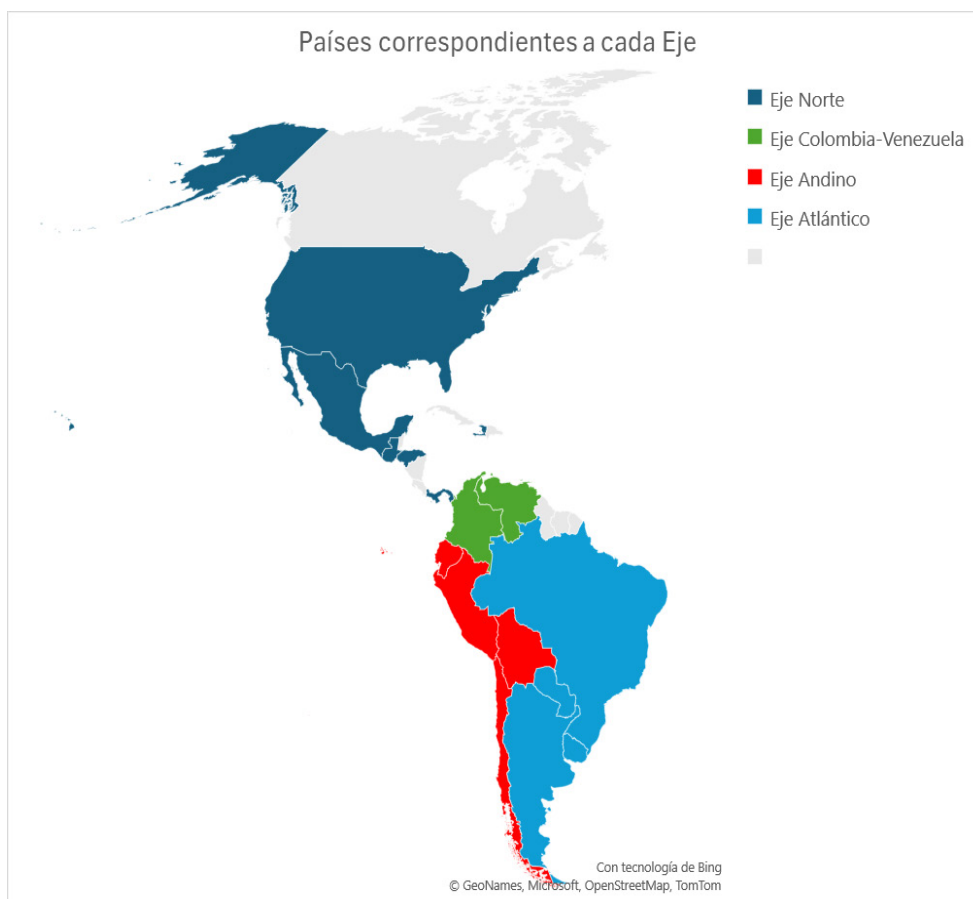 Países correspondientes a cada Eje
Eje Norte
Eje Colombia-Venezuela
Eje Andino
Eje Atlántico
Con tecnología de Bing
© GeoNames, Microsoft, OpenStreetMap, TomTom